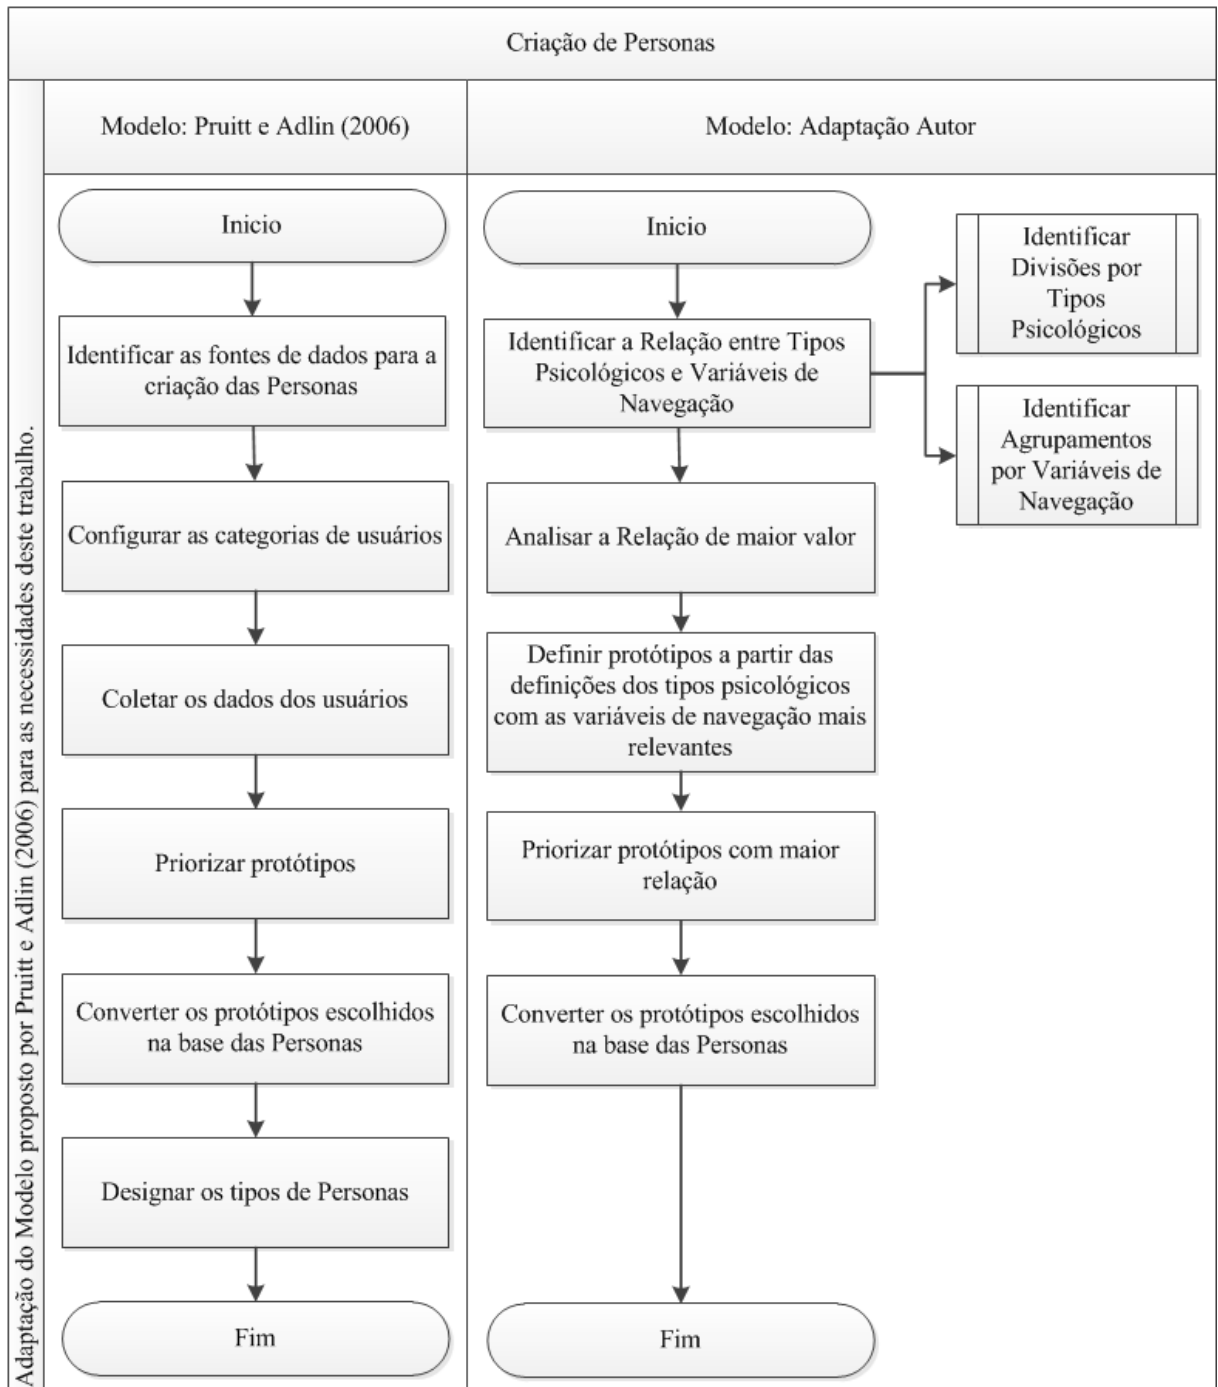 Criação de Personas
Adaptação do Modelo proposto por Pruitt e Adlin (2006) para as necessidades deste trabalho.
Modelo: Pruitt e Adlin (2006)
Inicio
Identificar as fontes de dados para a
criação das Personas
Configurar as categorias de usuários
Coletar os dados dos usuários
Priorizar protótipos
Converter os protótipos escolhidos
na base das Personas
Designar os tipos de Personas
Fim
Modelo: Adaptação Autor
Inicio
Identificar a Relação entre Tipos
Psicológicos e Variáveis de
Navegação
Identificar
Divisões por
Tipos
Psicológicos
Identificar
Agrupamentos
por Variáveis de
Navegação
Analisar a Relação de maior valor
Definir protótipos a partir das
definições dos tipos psicológicos
com as variáveis de navegação mais
relevantes
Priorizar protótipos com maior
relação
Converter os protótipos escolhidos
na base das Personas
Fim